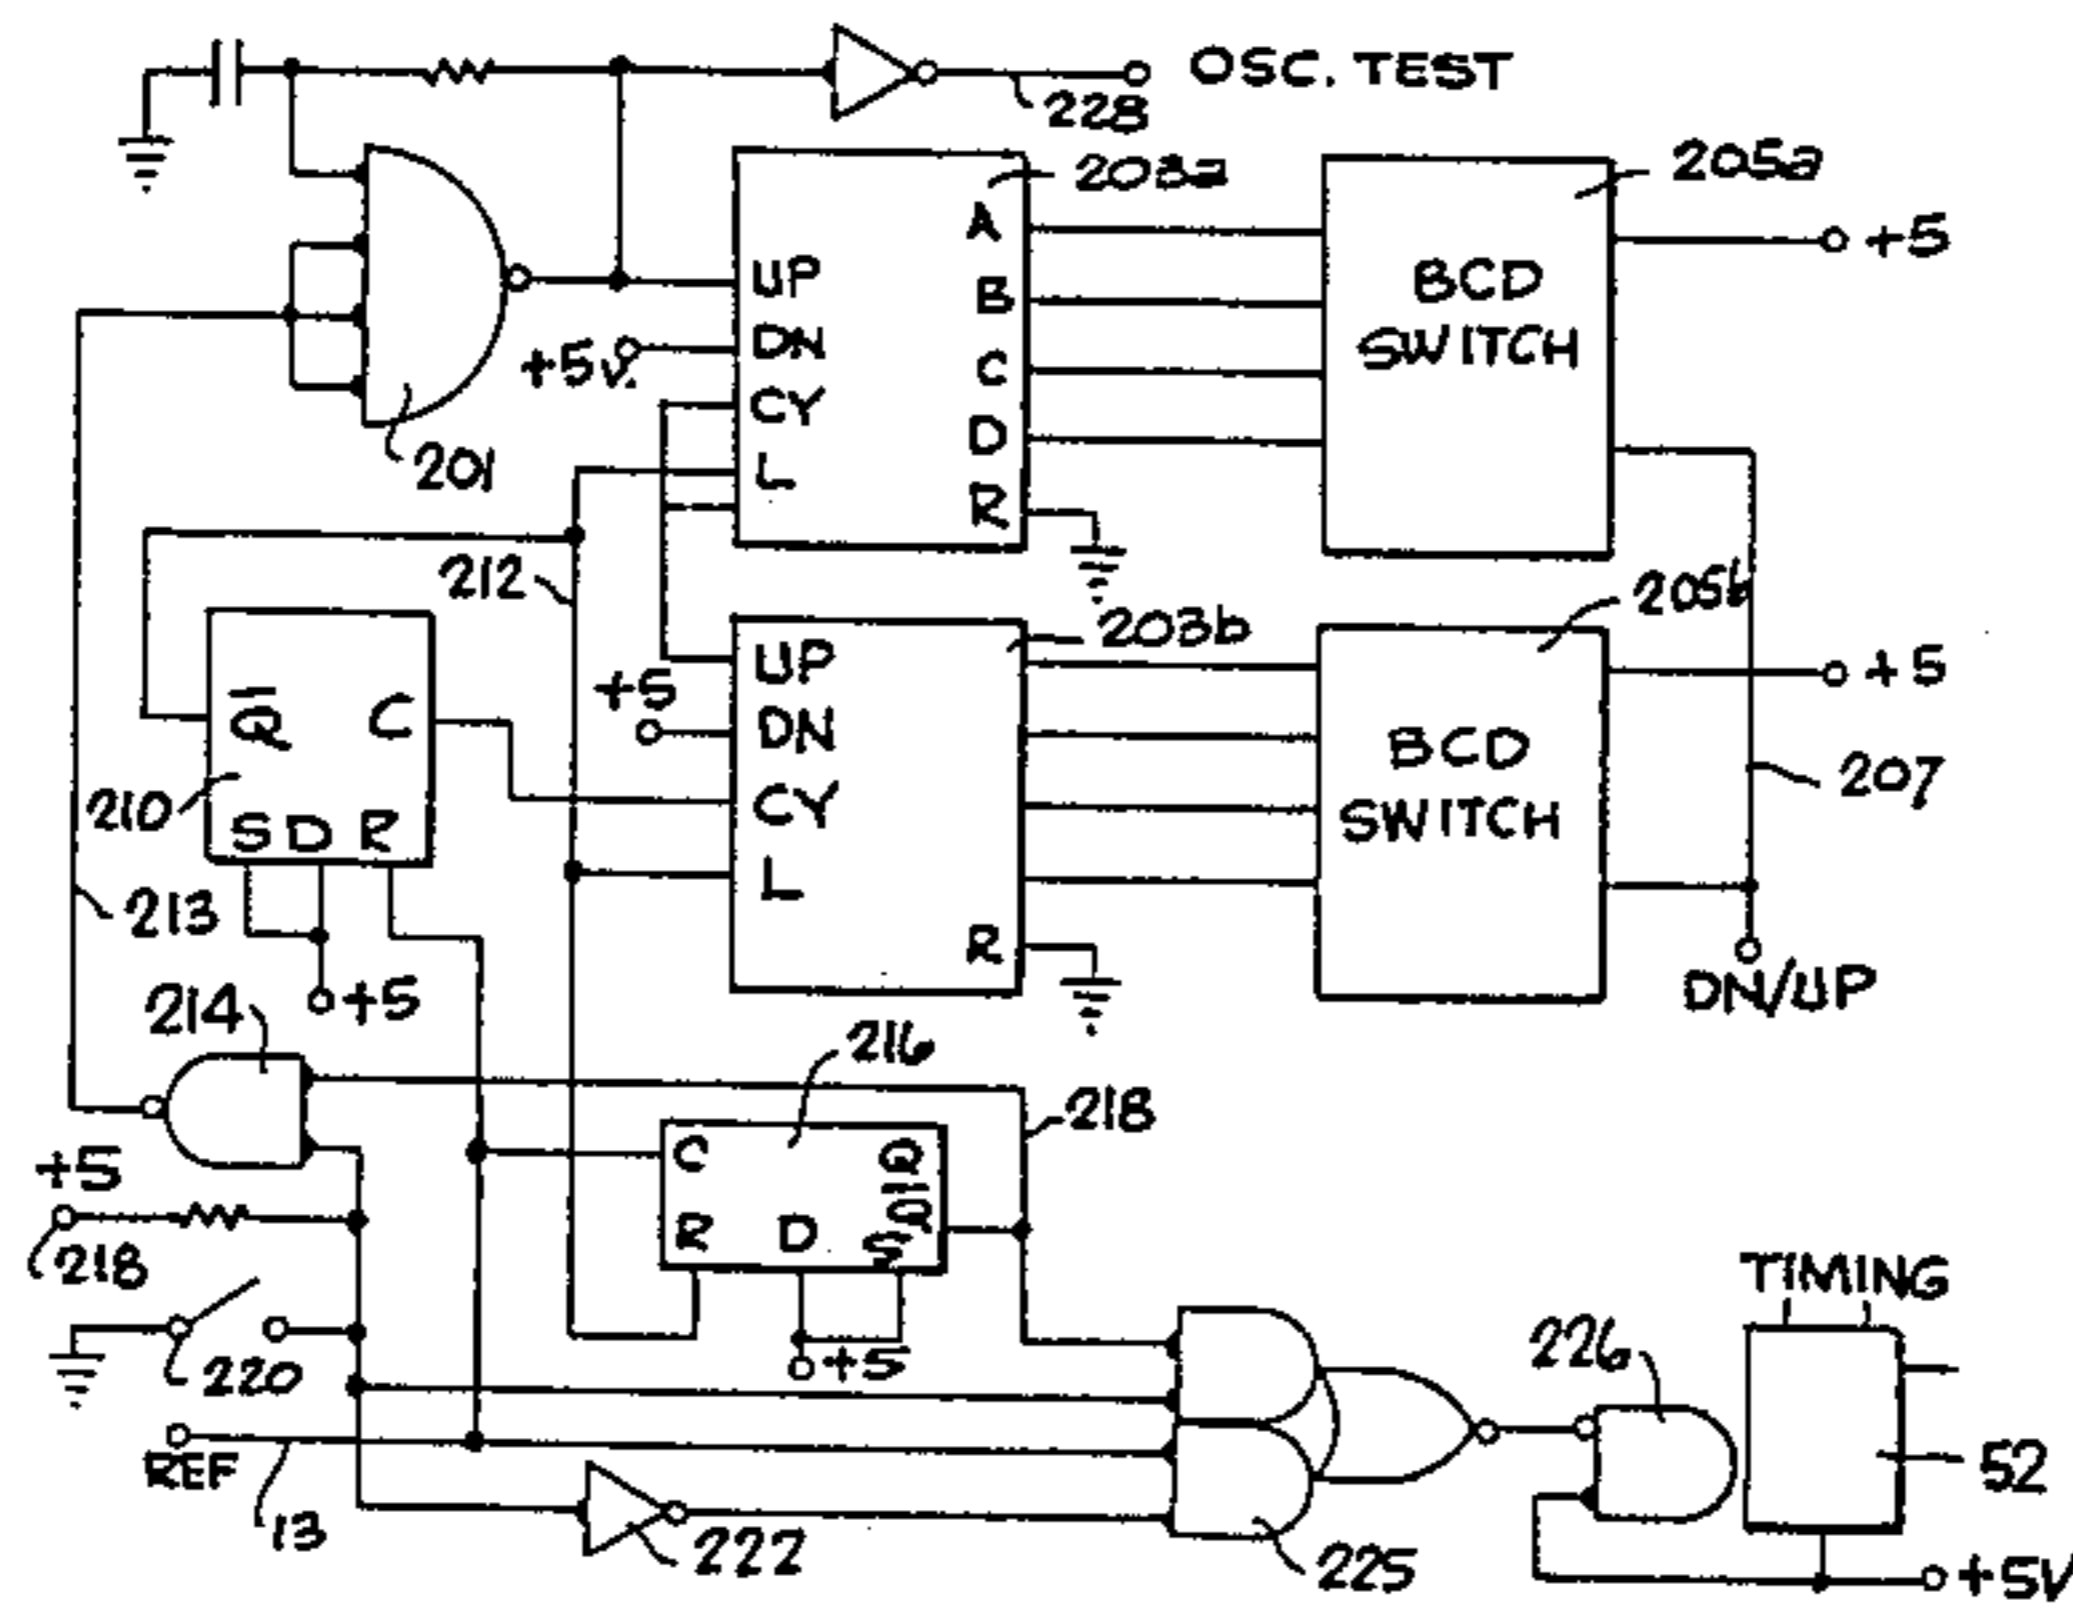 OSC. TEST
228
203a
205a
A
+5
UP
B
BCD
SWITCH
DN
+5v.
C
CY
D
L
201
R
212
205b
203b
UP
+5
+5
Q
C
DN
BCD
SWITCH
207
210
CY
S D R
L
213
R
+5
DN/UP
214
216
218
C
Q
+5
Q
R
D
S
218
TIMING
+5
226
220
REF
52
13
222
225
+5V